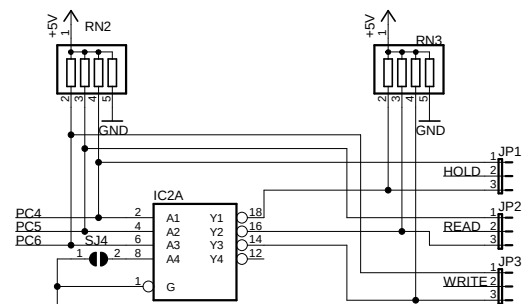 +5V
RN2
+5V
RN3
1
1
2
3
4
5
2
3
4
5
GND
GND
JP1
1
HOLD
2
3
IC2A
PC4
2
A1
Y1
18
JP2
1
PC5
4
A2
Y2
16
READ
2
PC6
6
A3
Y3
14
3
SJ4
1
2
8
A4
Y4
12
JP3
1
1
G
WRITE
2
3